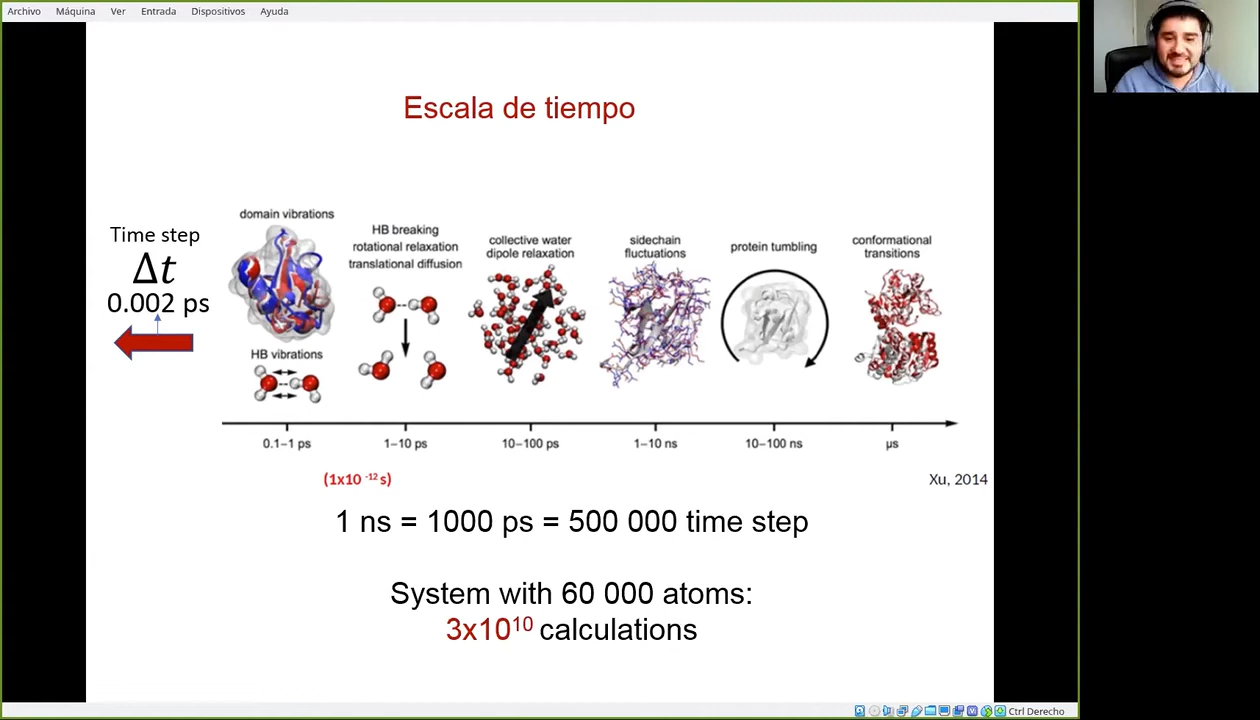 Archivo Máquina Ver Entrada Dispositivos Ayuda
Escala de tiempo
Time step
Δt
0.002 ps
domain vibrations
HB vibrations
HB breaking
rotational relaxation
translational diffusion
collective water
dipole relaxation
sidechain
fluctuations
protein tumbling
conformational
transitions
0.1–1 ps
1–10 ps
10–100 ps
1–10 ns
10–100 ns
µs
(1x10 ⁻¹² s)
Xu, 2014
1 ns = 1000 ps = 500 000 time step
System with 60 000 atoms:
3x10¹⁰ calculations
Ctrl Derecho